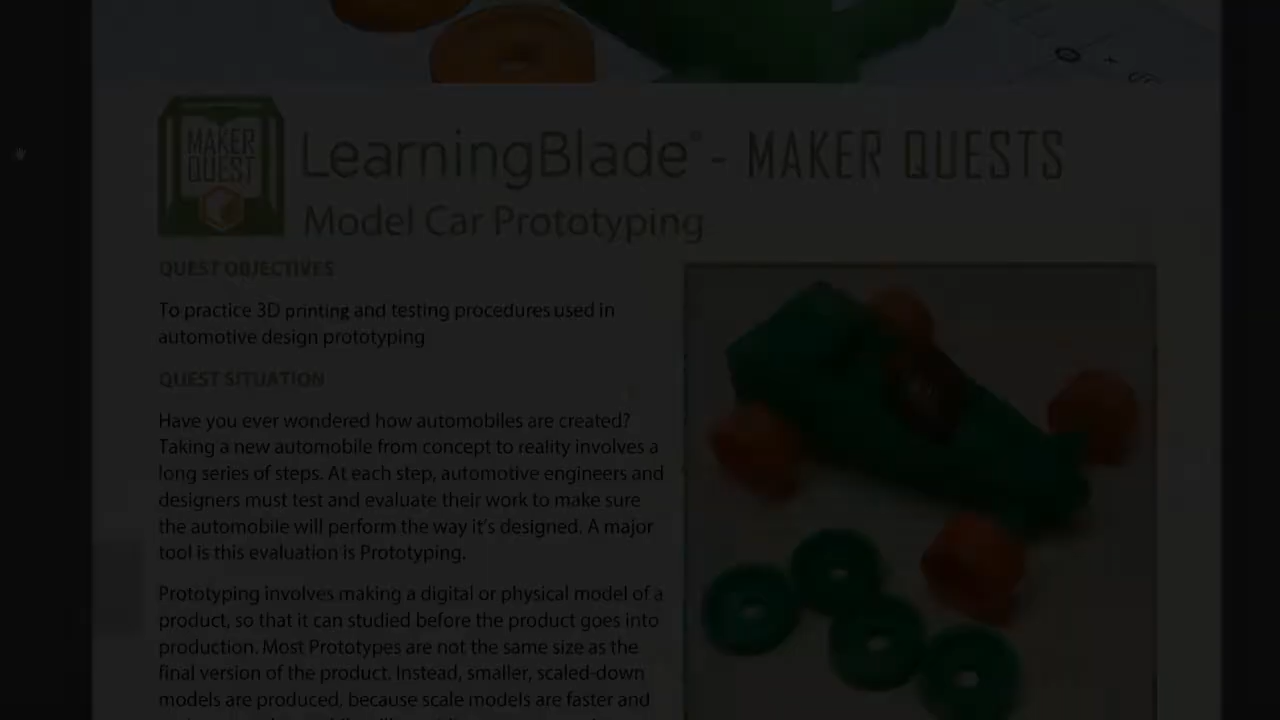 MAKER
QUEST
LearningBlade® - MAKER QUESTS
Model Car Prototyping
QUEST OBJECTIVES
To practice 3D printing and testing procedures used in
automotive design prototyping
QUEST SITUATION
Have you ever wondered how automobiles are created?
Taking a new automobile from concept to reality involves a
long series of steps. At each step, automotive engineers and
designers must test and evaluate their work to make sure
the automobile will perform the way it's designed. A major
tool is this evaluation is Prototyping.
Prototyping involves making a digital or physical model of a
product, so that it can studied before the product goes into
production. Most Prototypes are not the same size as the
final version of the product. Instead, smaller, scaled-down
models are produced, because scale models are faster and